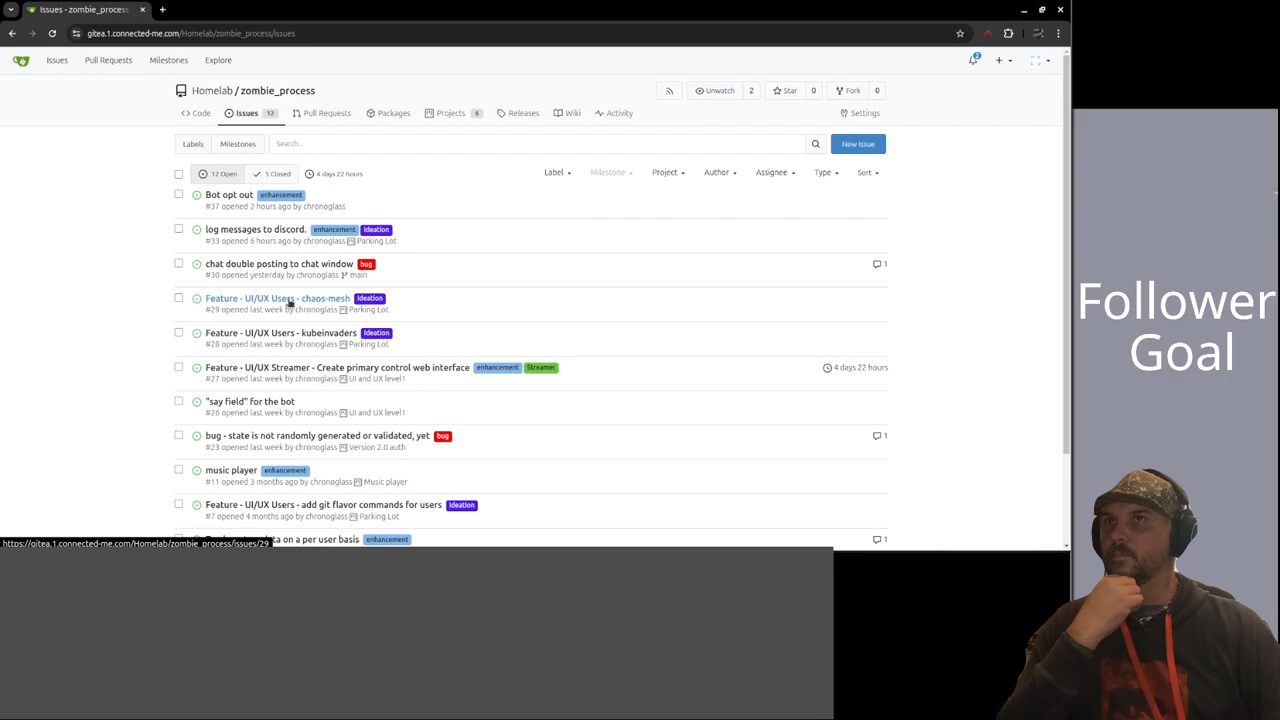 Issues - zombie_process
gitea.1.connected-me.com/Homelab/zombie_process/issues
Issues Pull Requests Milestones Explore 2
Homelab / zombie_process Unwatch 2 Star 0 Fork 0
Code Issues 12 Pull Requests Packages Projects 6 Releases Wiki Activity Settings
Labels Milestones Search... New Issue
12 Open 5 Closed 4 days 22 hours Label Milestone Project Author Assignee Type Sort
Bot opt out enhancement
#37 opened 2 hours ago by chronoglass
log messages to discord. enhancement Ideation
#33 opened 6 hours ago by chronoglass Parking Lot
chat double posting to chat window bug 1
#30 opened yesterday by chronoglass main
Feature - UI/UX Users - chaos-mesh Ideation
#29 opened last week by chronoglass Parking Lot
Feature - UI/UX Users - kubeinvaders Ideation
#28 opened last week by chronoglass Parking Lot
Feature - UI/UX Streamer - Create primary control web interface enhancement Streamer 4 days 22 hours
#27 opened last week by chronoglass UI and UX level1
"say field" for the bot
#26 opened last week by chronoglass UI and UX level1
bug - state is not randomly generated or validated, yet bug 1
#23 opened last week by chronoglass Version 2.0 auth
music player enhancement
#11 opened 3 months ago by chronoglass Music player
Feature - UI/UX Users - add git flavor commands for users Ideation
#7 opened 4 months ago by chronoglass Parking Lot
on a per user basis enhancement 1
https://gitea.1.connected-me.com/Homelab/zombie_process/issues/29
Follower
Goal